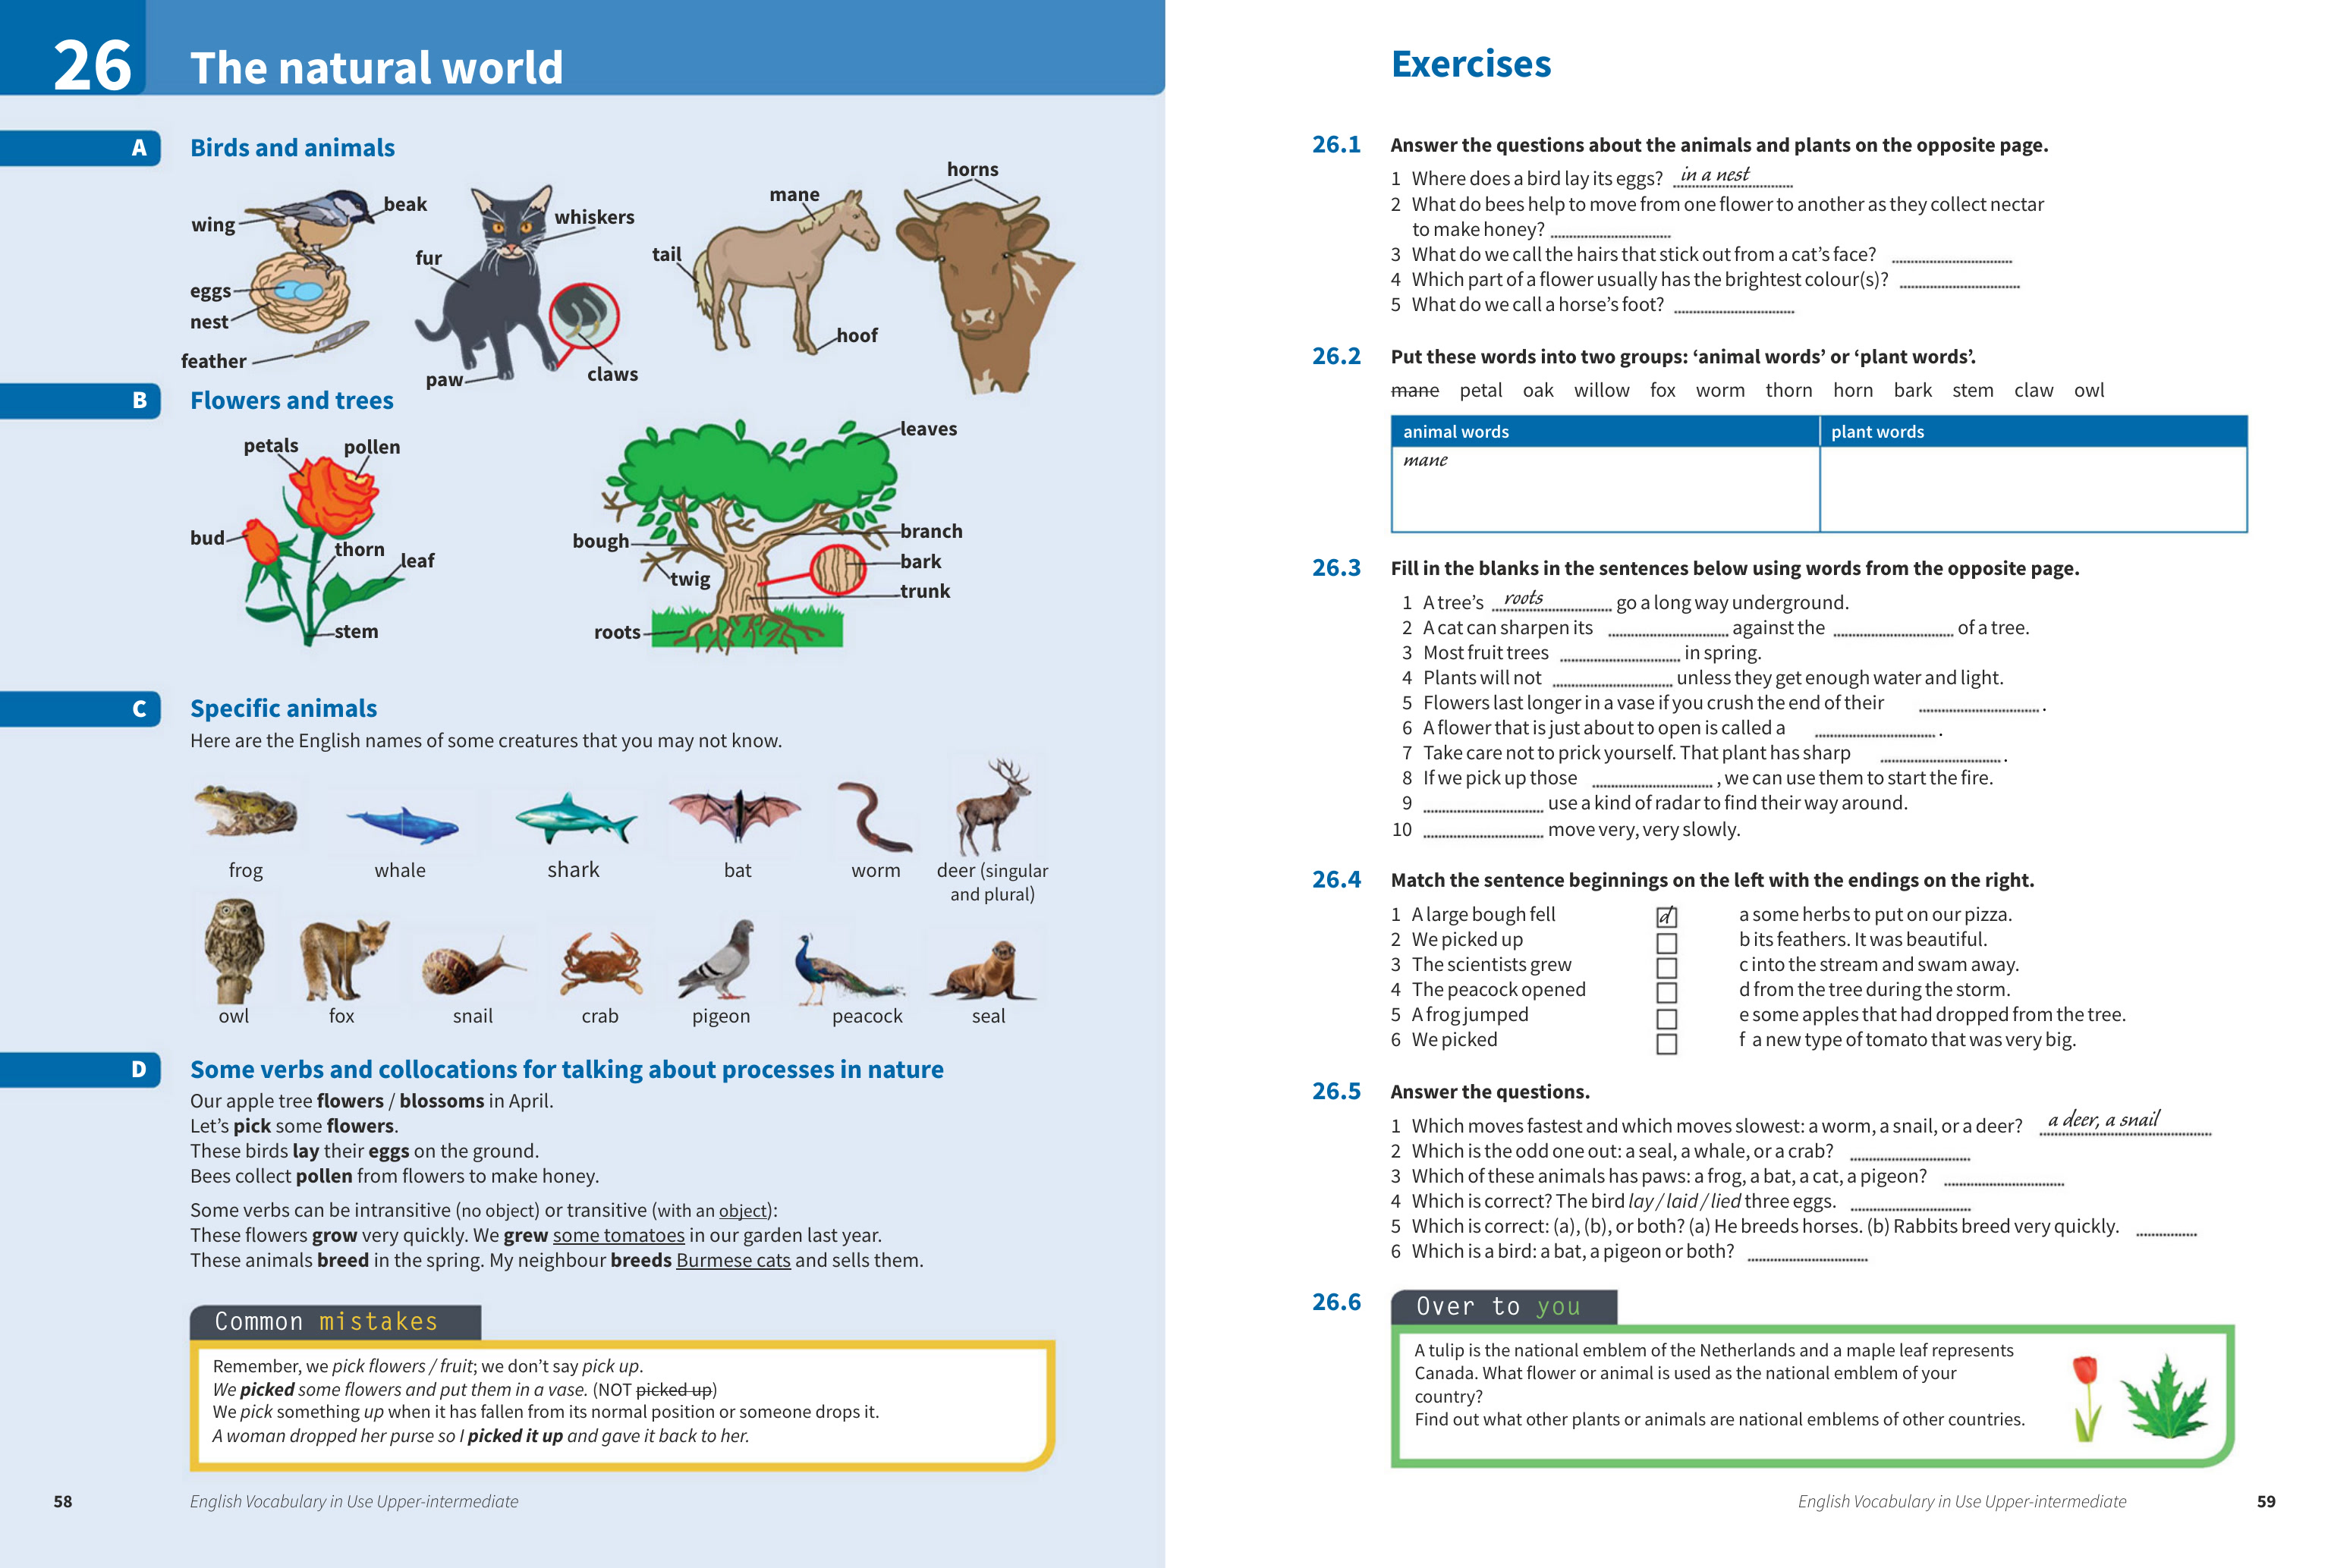 26
The natural world
A
Birds and animals
wing
beak
eggs
nest
feather
whiskers
fur
paw
claws
mane
tail
hoof
horns
B
Flowers and trees
petals
pollen
bud
thorn
leaf
stem
leaves
bough
branch
bark
twig
trunk
roots
C
Specific animals
Here are the English names of some creatures that you may not know.
frog
whale
shark
bat
worm
deer (singular
and plural)
owl
fox
snail
crab
pigeon
peacock
seal
D
Some verbs and collocations for talking about processes in nature
Our apple tree flowers / blossoms in April.
Let's pick some flowers.
These birds lay their eggs on the ground.
Bees collect pollen from flowers to make honey.
Some verbs can be intransitive (no object) or transitive (with an object):
These flowers grow very quickly. We grew some tomatoes in our garden last year.
These animals breed in the spring. My neighbour breeds Burmese cats and sells them.
Common mistakes
Remember, we pick flowers / fruit; we don't say pick up.
We picked some flowers and put them in a vase. (NOT picked up)
We pick something up when it has fallen from its normal position or someone drops it.
A woman dropped her purse so I picked it up and gave it back to her.
58
English Vocabulary in Use Upper-intermediate
Exercises
26.1 Answer the questions about the animals and plants on the opposite page.
1 Where does a bird lay its eggs? in a nest
2 What do bees help to move from one flower to another as they collect nectar
to make honey?
3 What do we call the hairs that stick out from a cat's face?
4 Which part of a flower usually has the brightest colour(s)?
5 What do we call a horse's foot?
26.2 Put these words into two groups: 'animal words' or 'plant words'.
mane petal oak willow fox worm thorn horn bark stem claw owl
animal words plant words
mane
26.3 Fill in the blanks in the sentences below using words from the opposite page.
1 A tree's roots go a long way underground.
2 A cat can sharpen its against the of a tree.
3 Most fruit trees in spring.
4 Plants will not unless they get enough water and light.
5 Flowers last longer in a vase if you crush the end of their .
6 A flower that is just about to open is called a .
7 Take care not to prick yourself. That plant has sharp .
8 If we pick up those , we can use them to start the fire.
9 use a kind of radar to find their way around.
10 move very, very slowly.
26.4 Match the sentence beginnings on the left with the endings on the right.
1 A large bough fell d a some herbs to put on our pizza.
2 We picked up b its feathers. It was beautiful.
3 The scientists grew c into the stream and swam away.
4 The peacock opened d from the tree during the storm.
5 A frog jumped e some apples that had dropped from the tree.
6 We picked f a new type of tomato that was very big.
26.5 Answer the questions.
1 Which moves fastest and which moves slowest: a worm, a snail, or a deer? a deer, a snail
2 Which is the odd one out: a seal, a whale, or a crab?
3 Which of these animals has paws: a frog, a bat, a cat, a pigeon?
4 Which is correct? The bird lay / laid / lied three eggs.
5 Which is correct: (a), (b), or both? (a) He breeds horses. (b) Rabbits breed very quickly.
6 Which is a bird: a bat, a pigeon or both?
26.6 Over to you
A tulip is the national emblem of the Netherlands and a maple leaf represents
Canada. What flower or animal is used as the national emblem of your
country?
Find out what other plants or animals are national emblems of other countries.
English Vocabulary in Use Upper-intermediate
59